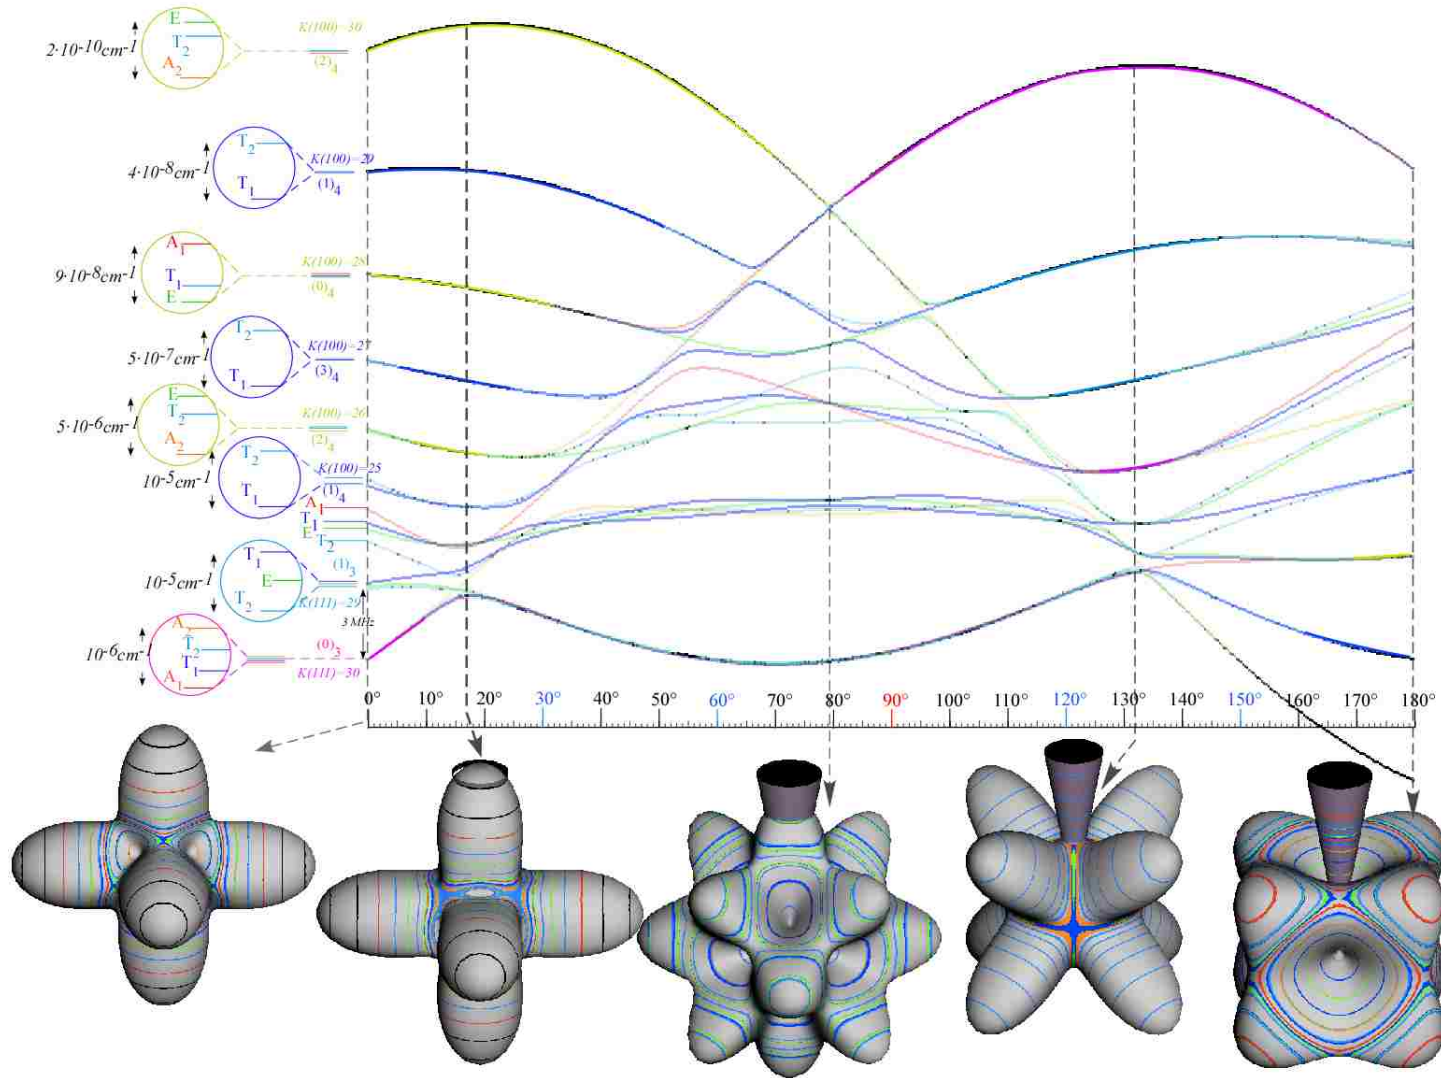 E
T2
A2
2·10-10cm-1
K(100)=30
(2)4
T2
T1
4·10-8cm-1
K(100)=29
(1)4
A1
T1
E
9·10-8cm-1
K(100)=28
(0)4
T2
T1
5·10-7cm-1
K(100)=27
(3)4
E
T2
A2
5·10-6cm-1
K(100)=26
(2)4
T2
T1
10-5cm-1
K(100)=25
(1)4
A1
T1
E
T2
T1
E
T2
10-5cm-1
(1)3
K(111)=29
3 MHz
A2
T2
T1
A1
10-6cm-1
(0)3
K(111)=30
0° 10° 20° 30° 40° 50° 60° 70° 80° 90° 100° 110° 120° 130° 140° 150° 160° 170° 180°